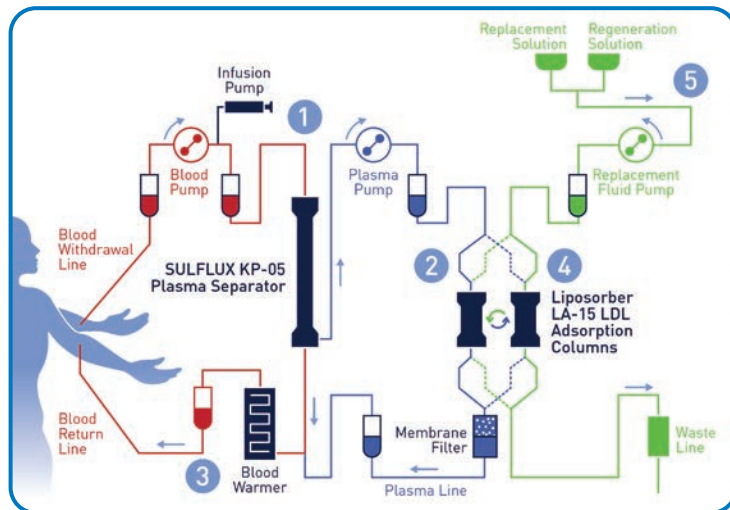 Replacement
Solution
Regeneration
Solution
5
Infusion
Pump
1
Blood
Pump
Plasma
Pump
Replacement
Fluid Pump
Blood
Withdrawal
Line
SULFLUX KP-05
Plasma Separator
2
4
Liposorber
LA-15 LDL
Adsorption
Columns
Blood
Return
Line
3
Blood
Warmer
Membrane
Filter
Plasma Line
Waste
Line